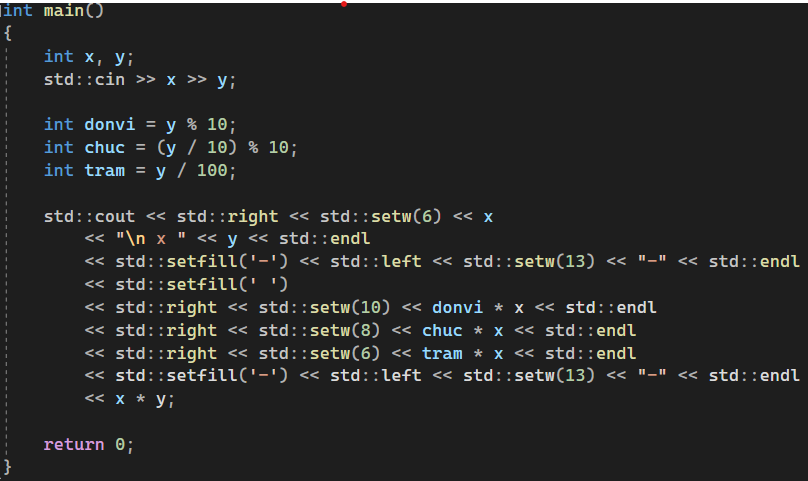 int main()
{
    int x, y;
    std::cin >> x >> y;

    int donvi = y % 10;
    int chuc = (y / 10) % 10;
    int tram = y / 100;

    std::cout << std::right << std::setw(6) << x
        << "\n x " << y << std::endl
        << std::setfill('-') << std::left << std::setw(13) << "-" << std::endl
        << std::setfill(' ')
        << std::right << std::setw(10) << donvi * x << std::endl
        << std::right << std::setw(8) << chuc * x << std::endl
        << std::right << std::setw(6) << tram * x << std::endl
        << std::setfill('-') << std::left << std::setw(13) << "-" << std::endl
        << x * y;

    return 0;
}